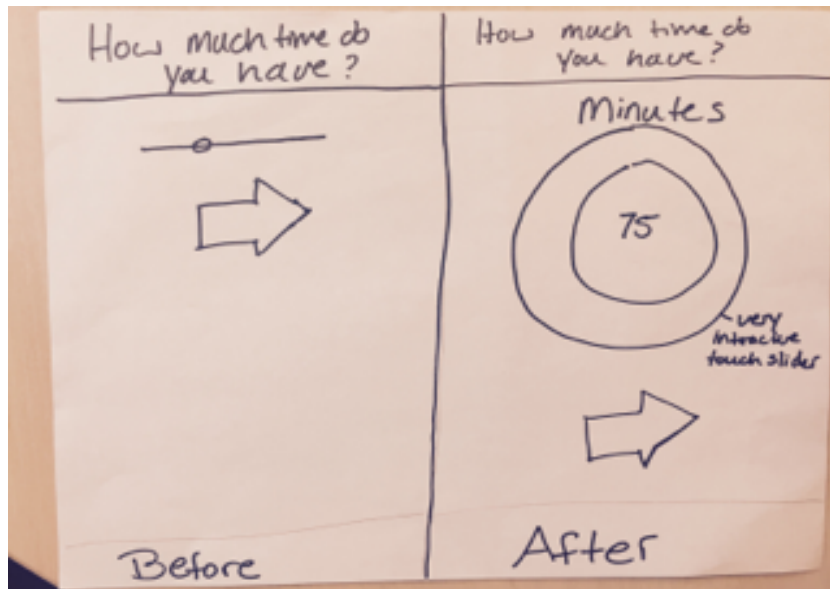 How much time do
you have?
Before
How much time do
you have?
Minutes
75
very
intractive
touch slider
After